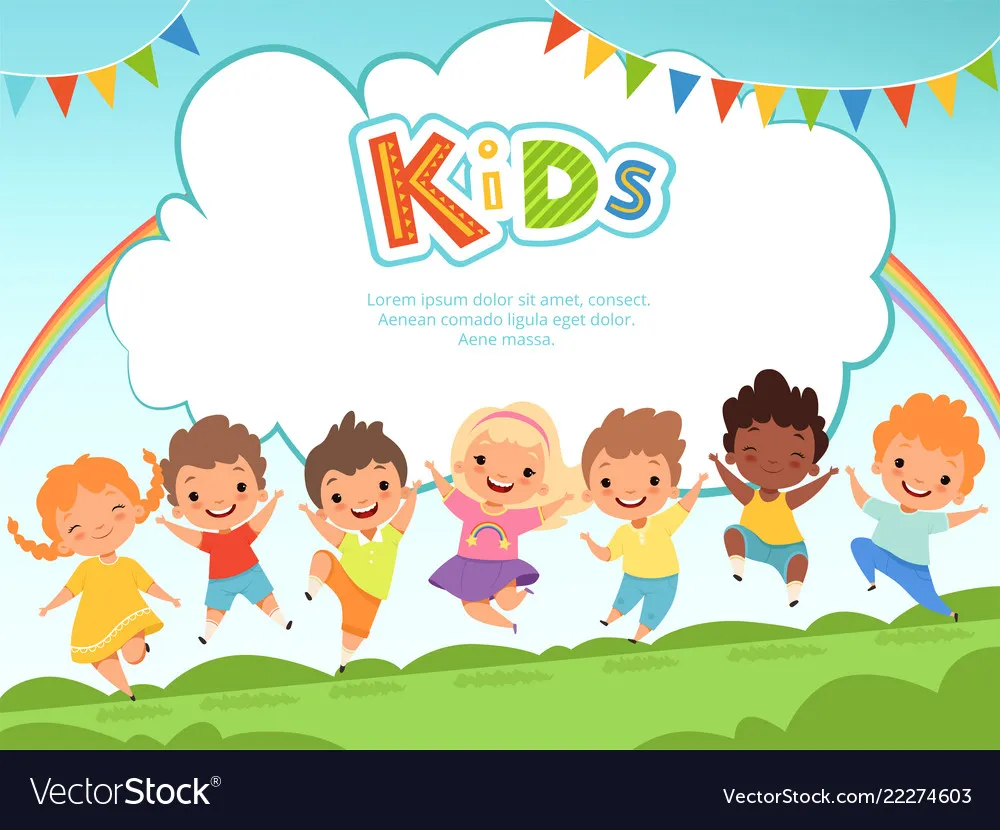 KiDS
Lorem ipsum dolor sit amet, consect.
Aenean comado ligula eget dolor.
Aene massa.
VectorStock®
VectorStock.com/22274603